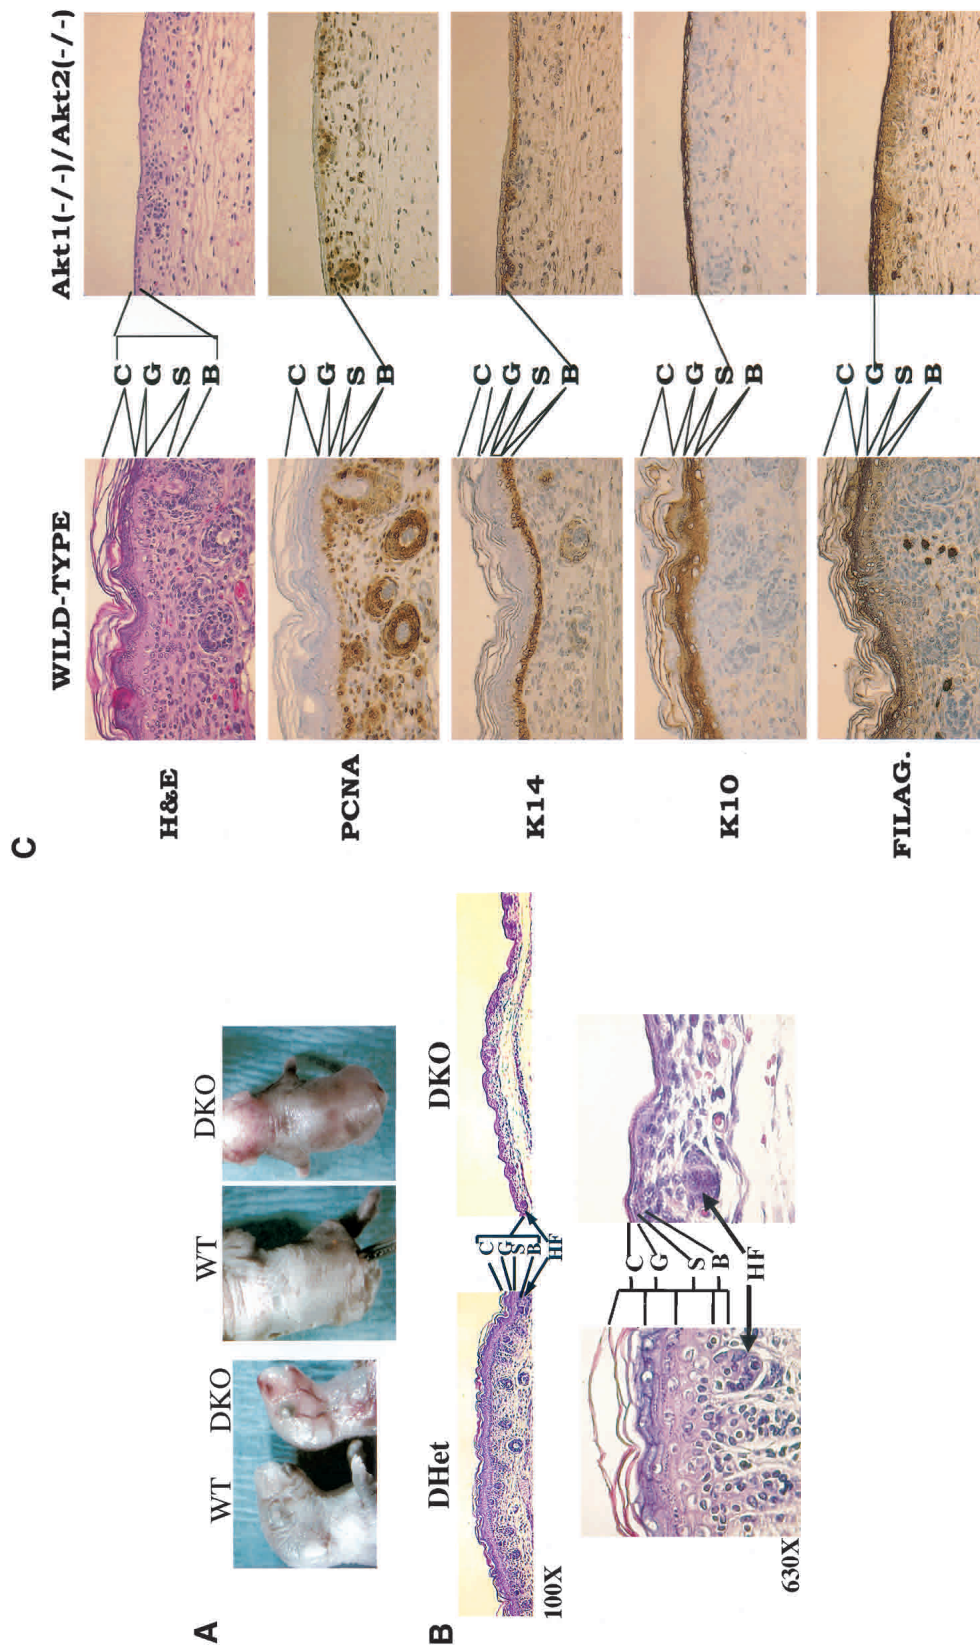 A
WT DKO WT DKO
B
DHet DKO
C
G
S
B
HF
100X
C
G
S
B
HF
630X
C
WILD-TYPE Akt1(-/-)/Akt2(-/-)
H&E
C
G
S
B
PCNA
C
G
S
B
K14
C
G
S
B
K10
C
G
S
B
FILAG.
C
G
S
B